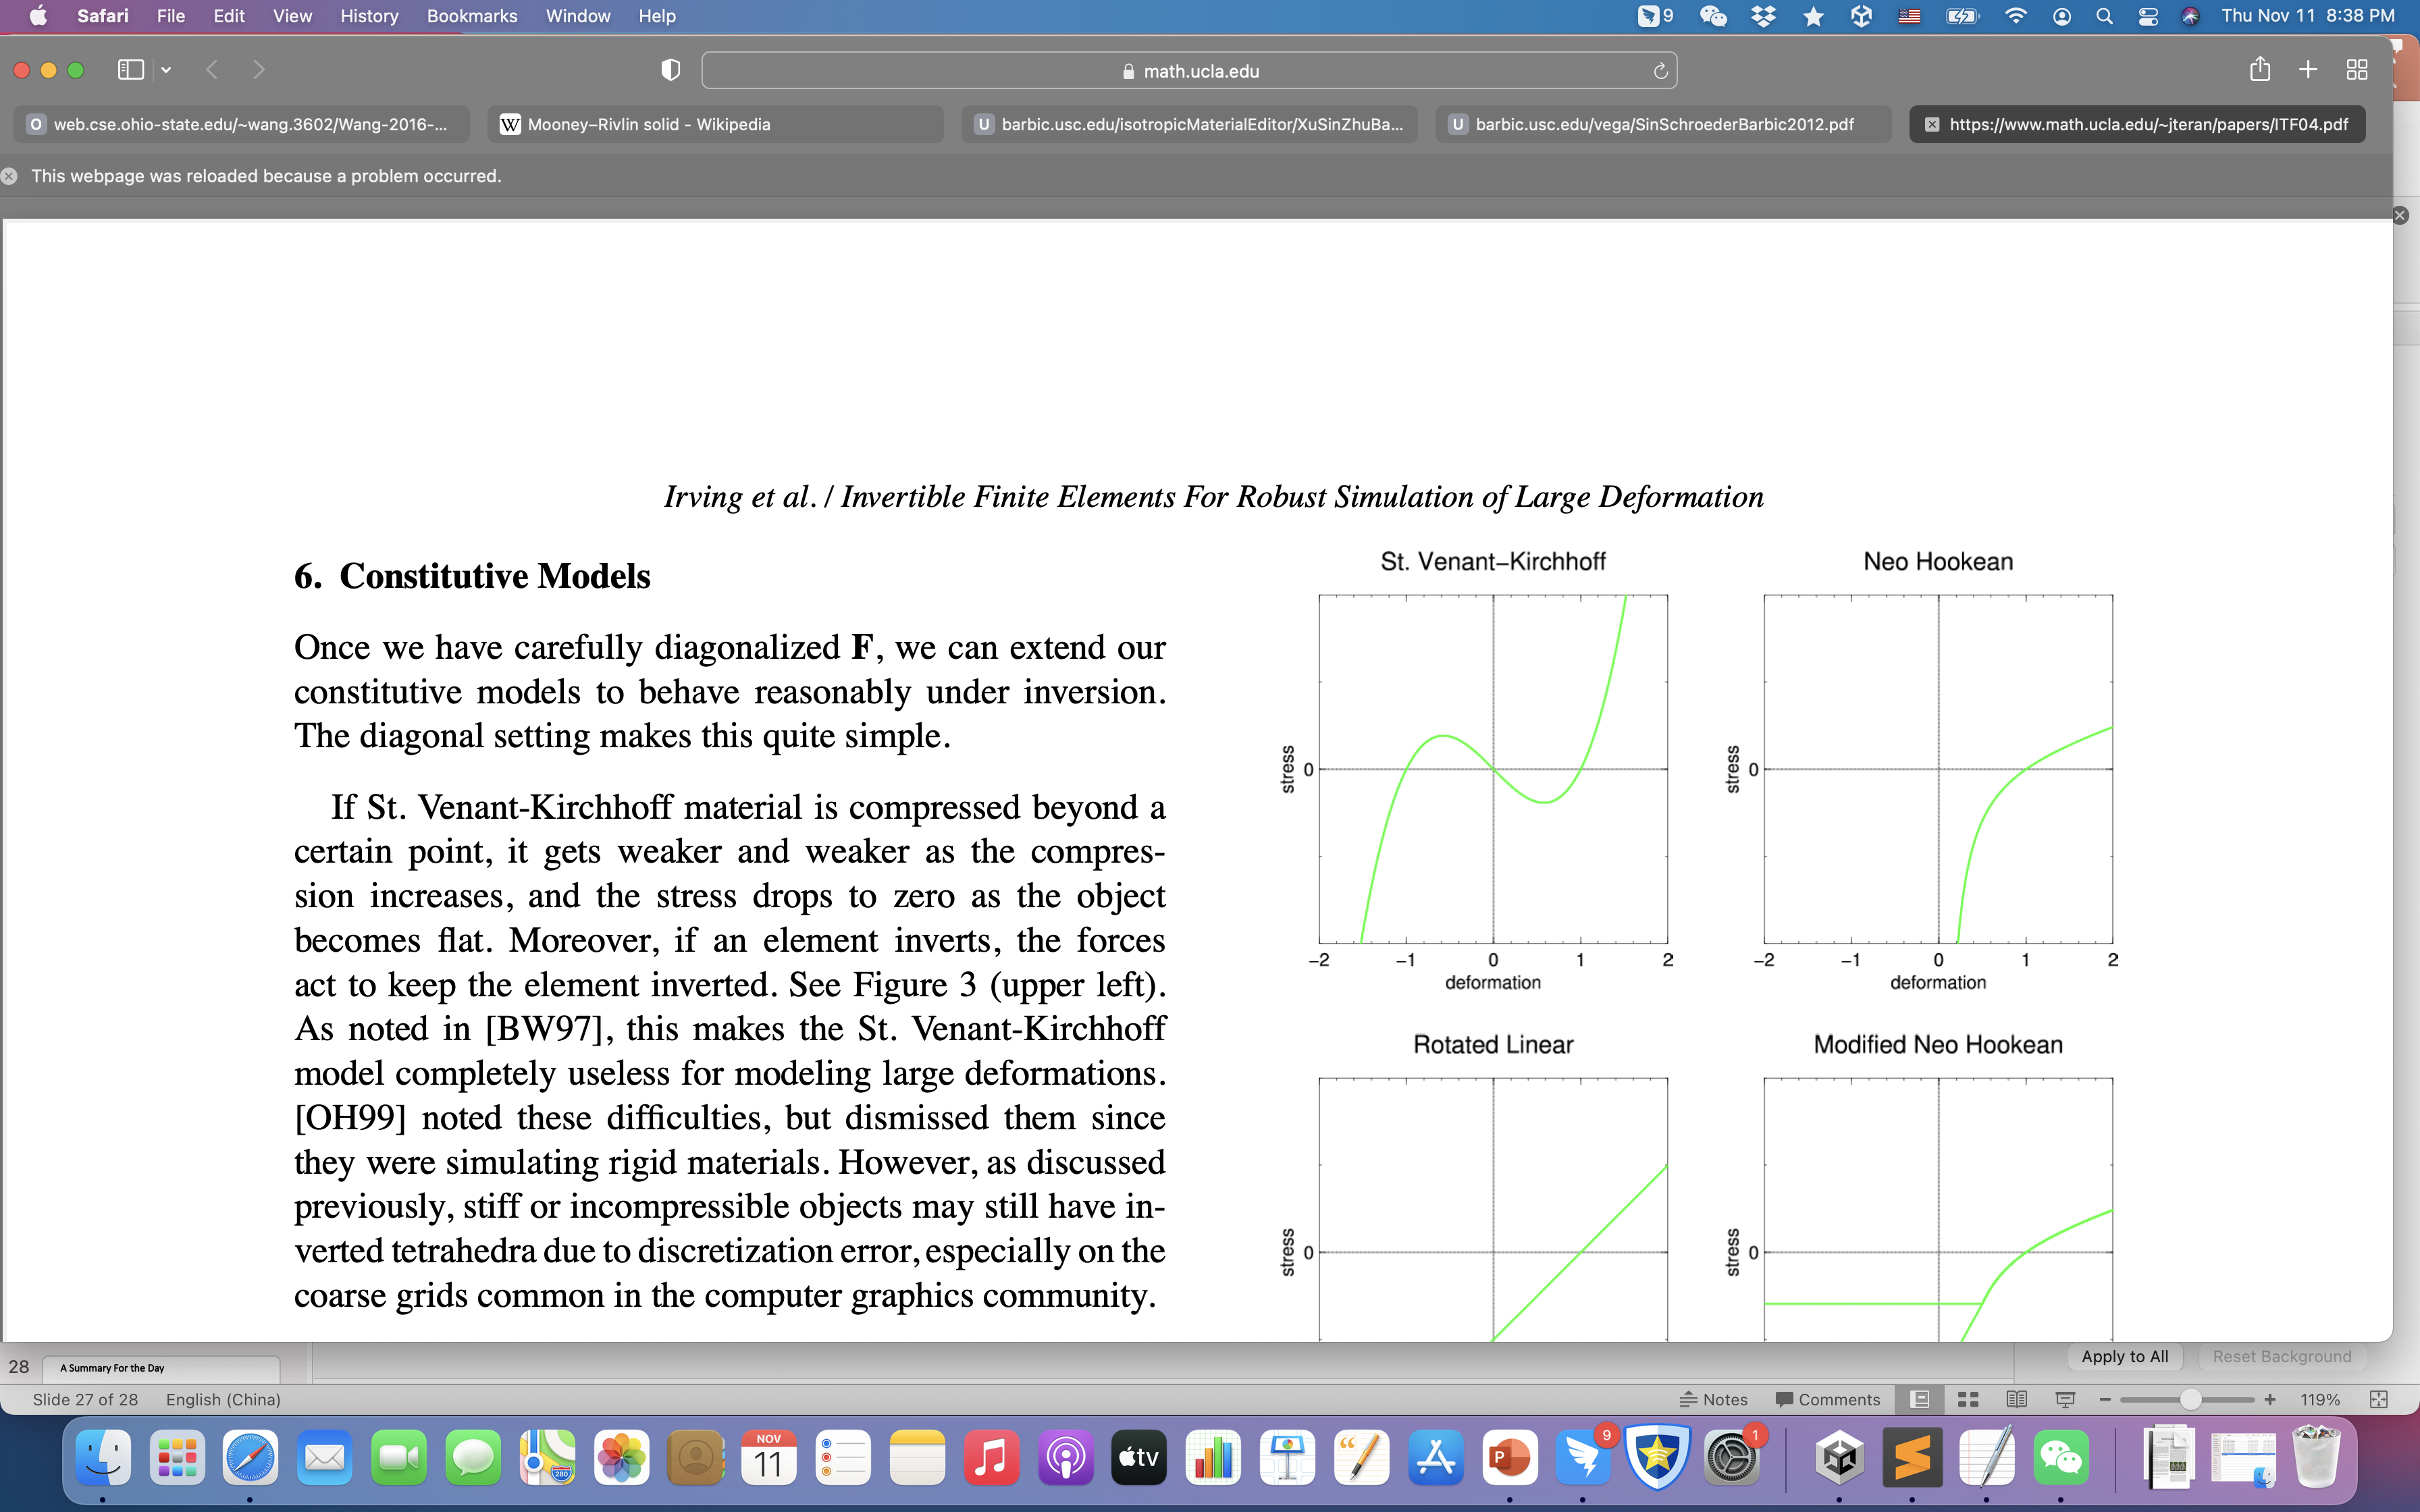 Safari File Edit View History Bookmarks Window Help 9 Thu Nov 11 8:38 PM
math.ucla.edu
O web.cse.ohio-state.edu/~wang.3602/Wang-2016-... W Mooney–Rivlin solid - Wikipedia U barbic.usc.edu/isotropicMaterialEditor/XuSinZhuBa... U barbic.usc.edu/vega/SinSchroederBarbic2012.pdf https://www.math.ucla.edu/~jteran/papers/ITF04.pdf
This webpage was reloaded because a problem occurred.
Irving et al. / Invertible Finite Elements For Robust Simulation of Large Deformation
6. Constitutive Models
Once we have carefully diagonalized F, we can extend our
constitutive models to behave reasonably under inversion.
The diagonal setting makes this quite simple.
If St. Venant-Kirchhoff material is compressed beyond a
certain point, it gets weaker and weaker as the compres-
sion increases, and the stress drops to zero as the object
becomes flat. Moreover, if an element inverts, the forces
act to keep the element inverted. See Figure 3 (upper left).
As noted in [BW97], this makes the St. Venant-Kirchhoff
model completely useless for modeling large deformations.
[OH99] noted these difficulties, but dismissed them since
they were simulating rigid materials. However, as discussed
previously, stiff or incompressible objects may still have in-
verted tetrahedra due to discretization error, especially on the
coarse grids common in the computer graphics community.
St. Venant–Kirchhoff
stress
0
−2 −1 0 1 2
deformation
Neo Hookean
stress
0
−2 −1 0 1 2
deformation
Rotated Linear
stress
0
Modified Neo Hookean
stress
0
28 A Summary For the Day
Apply to All Reset Background
Slide 27 of 28 English (China) Notes Comments 119%
NOV
11
280
tv
P
9
1